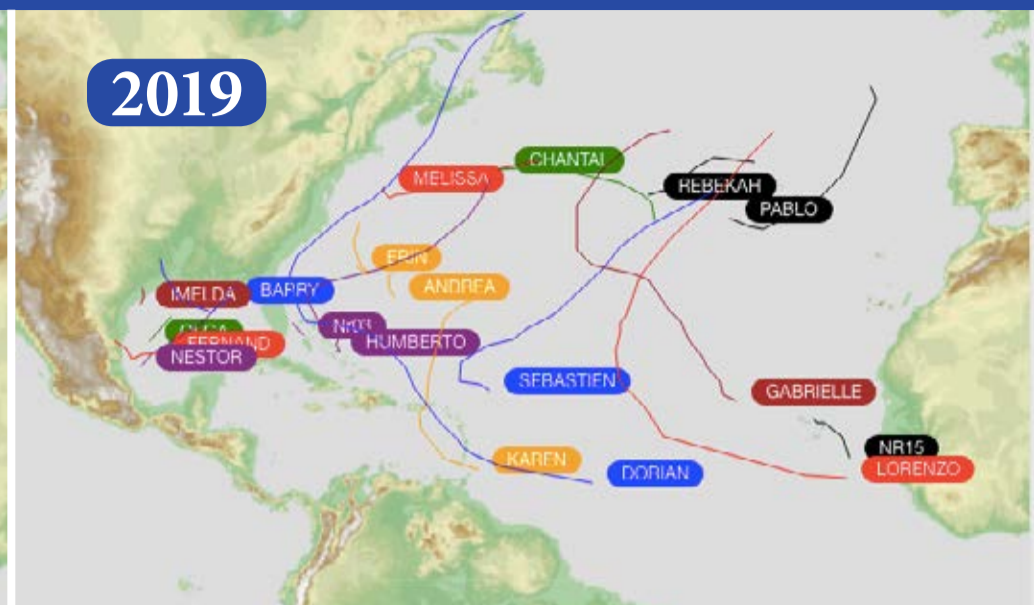 2019
CHANTAL
MELISSA
REBEKAH
PABLO
ERIN
ANDREA
IMELDA
BARRY
Nr03
HUMBERTO
OLGA
FERNAND
NESTOR
SEBASTIEN
GABRIELLE
NR15
LORENZO
KAREN
DORIAN